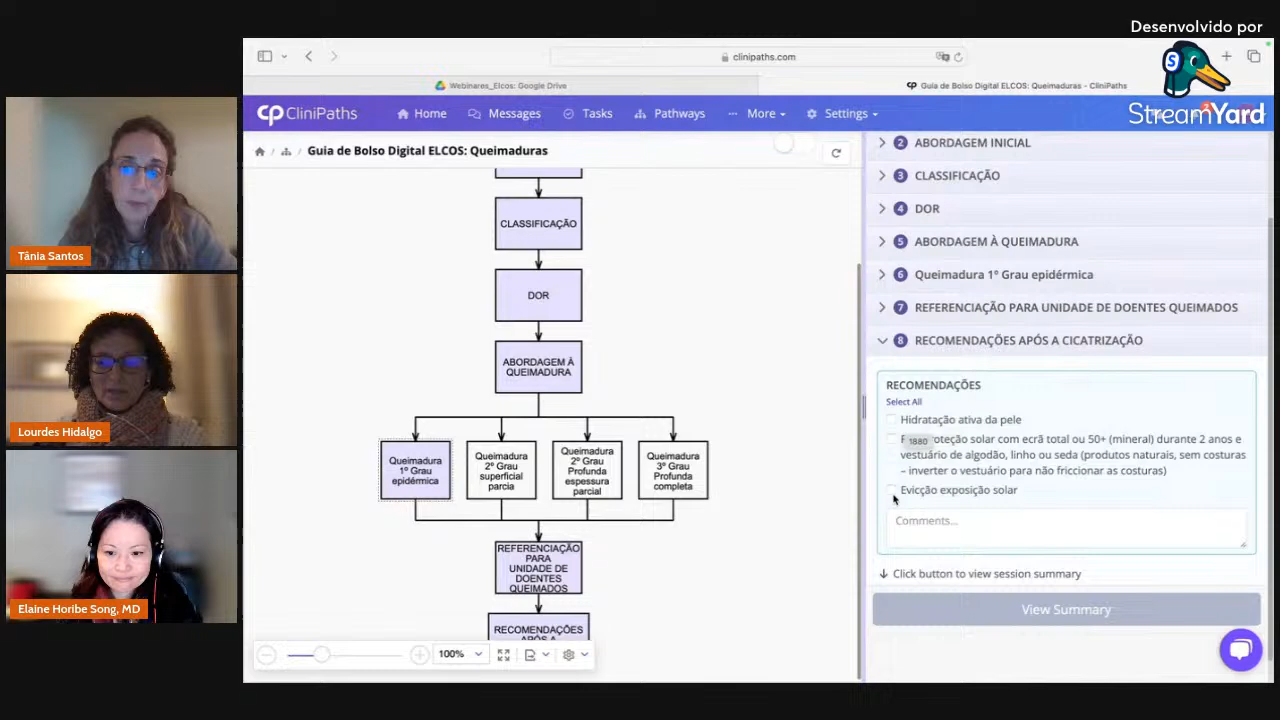 Desenvolvido por
StreamYard
clinipaths.com
Webinares_Elcos: Google Drive
Guia de Bolso Digital ELCOS: Queimaduras - CliniPaths
CliniPaths
Home
Messages
Tasks
Pathways
More
Settings
Guia de Bolso Digital ELCOS: Queimaduras
CLASSIFICAÇÃO
DOR
ABORDAGEM À
QUEIMADURA
Queimadura
1º Grau
epidérmica
Queimadura
2º Grau
superficial
parcia
Queimadura
2º Grau
Profunda
espessura
parcial
Queimadura
3º Grau
Profunda
completa
REFERENCIAÇÃO
PARA
UNIDADE DE
DOENTES
QUEIMADOS
RECOMENDAÇÕES
APÓS A
100%
2 ABORDAGEM INICIAL
3 CLASSIFICAÇÃO
4 DOR
5 ABORDAGEM À QUEIMADURA
6 Queimadura 1º Grau epidérmica
7 REFERENCIAÇÃO PARA UNIDADE DE DOENTES QUEIMADOS
8 RECOMENDAÇÕES APÓS A CICATRIZAÇÃO
RECOMENDAÇÕES
Select All
Hidratação ativa da pele
1880
oteção solar com ecrã total ou 50+ (mineral) durante 2 anos e
vestuário de algodão, linho ou seda (produtos naturais, sem costuras
– inverter o vestuário para não friccionar as costuras)
Evicção exposição solar
Comments...
Click button to view session summary
View Summary
Tânia Santos
Lourdes Hidalgo
Elaine Horibe Song, MD